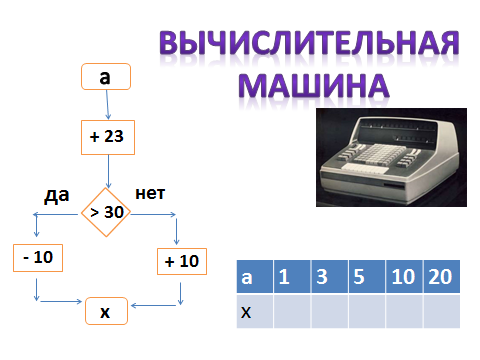 ВЫЧИСЛИТЕЛЬНАЯ
МАШИНА
а
+ 23
да
нет
> 30
- 10
+ 10
х
а 1 3 5 10 20
х